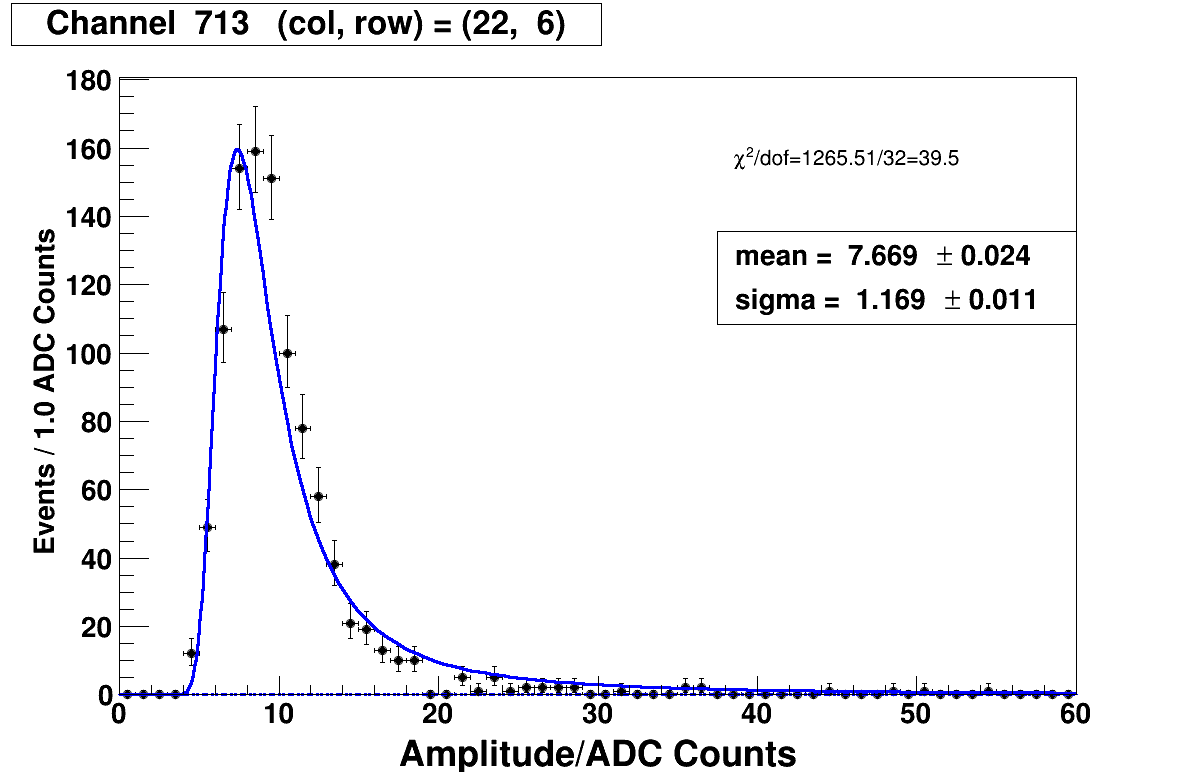 Channel 713 (col, row) = (22, 6)
180
160
140
120
100
80
60
40
20
0
Events / 1.0 ADC Counts
χ²/dof=1265.51/32=39.5
mean = 7.669 ± 0.024
sigma = 1.169 ± 0.011
0 10 20 30 40 50 60
Amplitude/ADC Counts